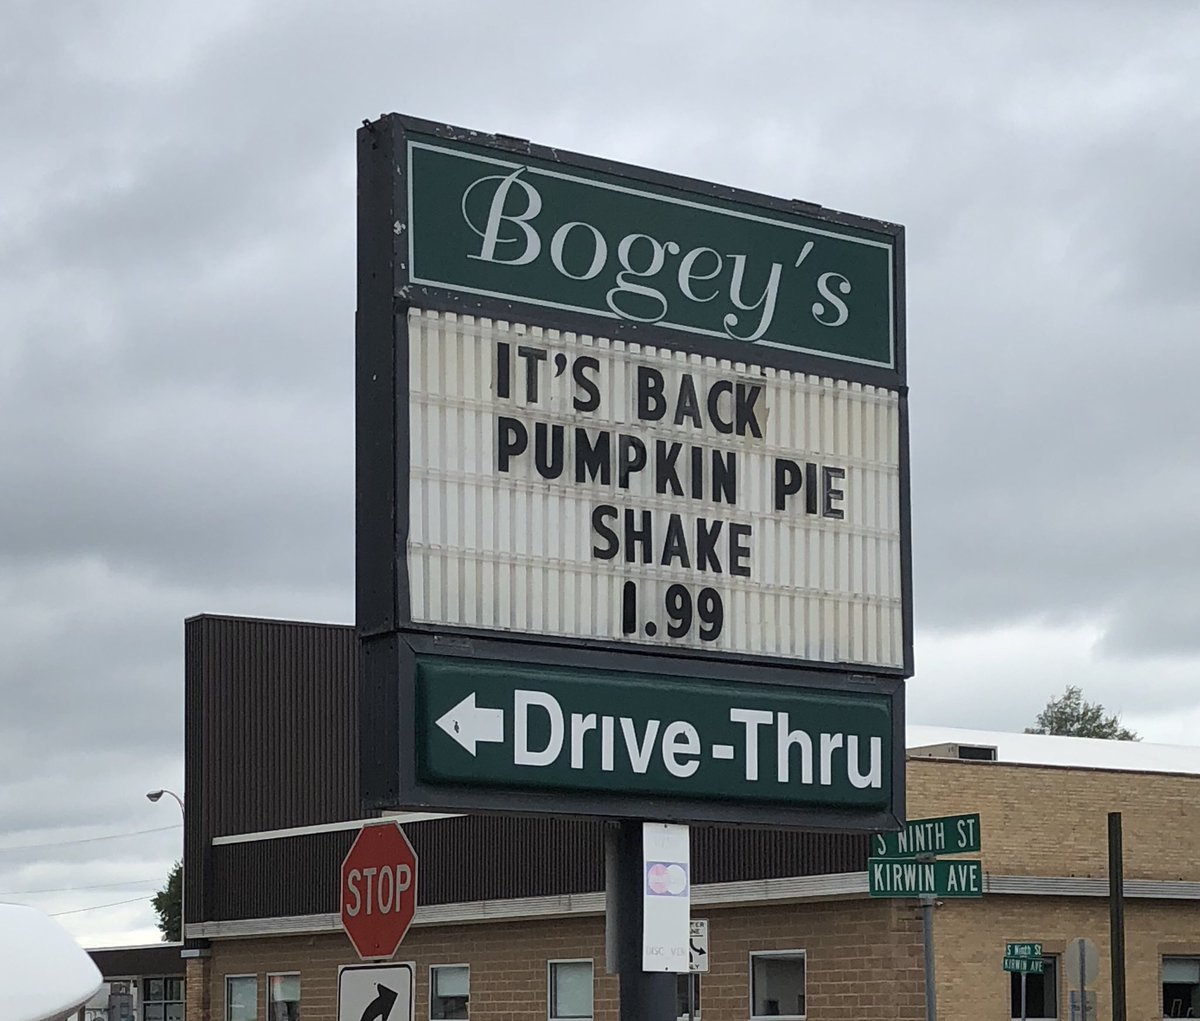 Bogey's
IT'S BACK
PUMPKIN PIE
SHAKE
1.99
Drive-Thru
S NINTH ST
KIRWIN AVE
STOP
S Ninth St
KIRWIN AVE